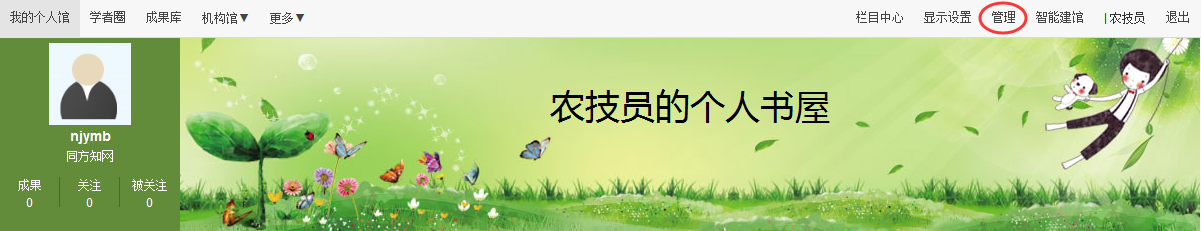 我的个人馆 学者圈 成果库 机构馆▼ 更多▼ 栏目中心 显示设置 管理 智能建馆 农技员 退出
njymb
同方知网
成果 关注 被关注
0 0 0
农技员的个人书屋